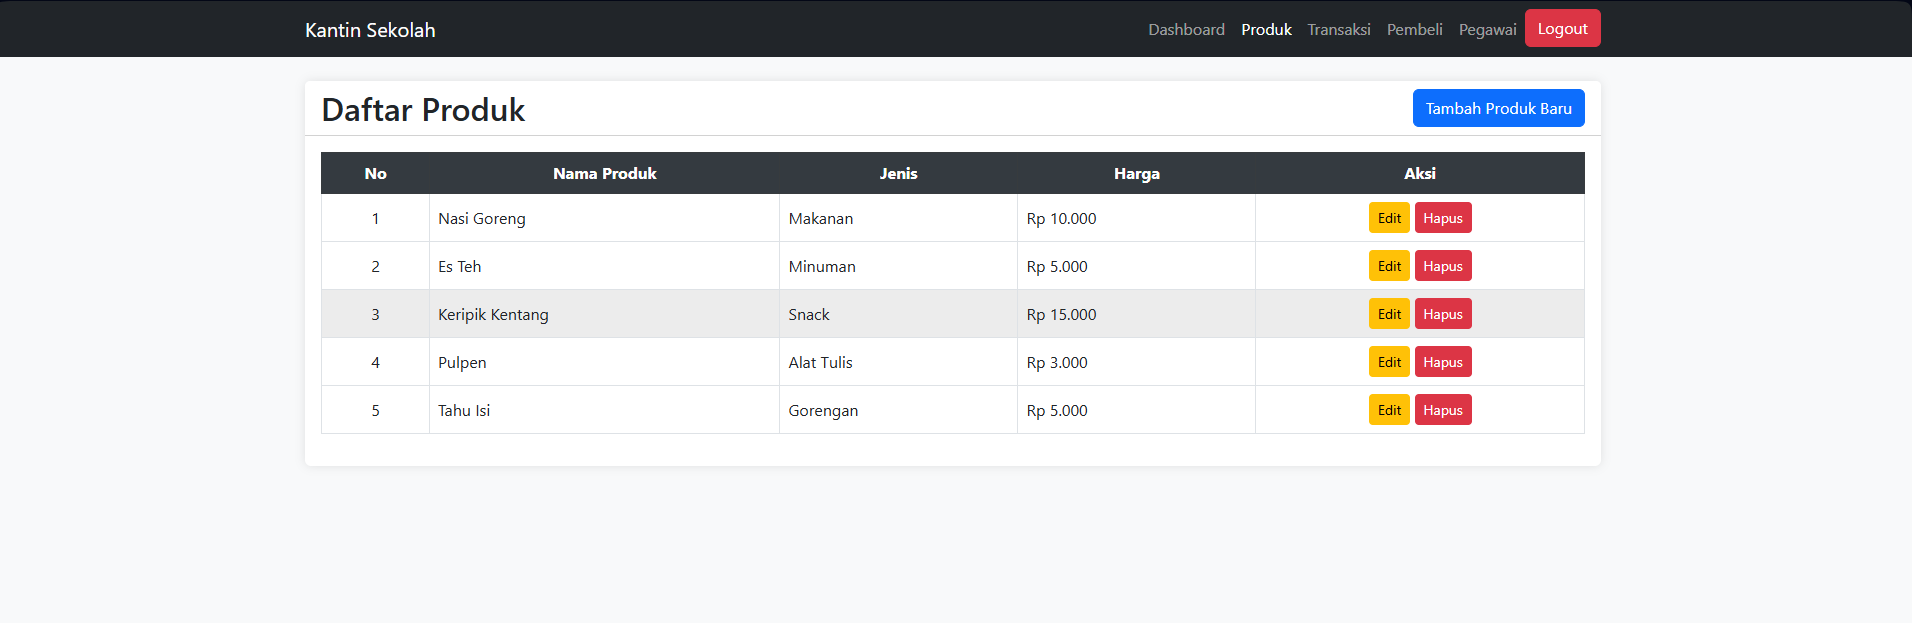 Kantin Sekolah Dashboard Produk Transaksi Pembeli Pegawai Logout
Daftar Produk Tambah Produk Baru
No Nama Produk Jenis Harga Aksi
1 Nasi Goreng Makanan Rp 10.000 Edit Hapus
2 Es Teh Minuman Rp 5.000 Edit Hapus
3 Keripik Kentang Snack Rp 15.000 Edit Hapus
4 Pulpen Alat Tulis Rp 3.000 Edit Hapus
5 Tahu Isi Gorengan Rp 5.000 Edit Hapus